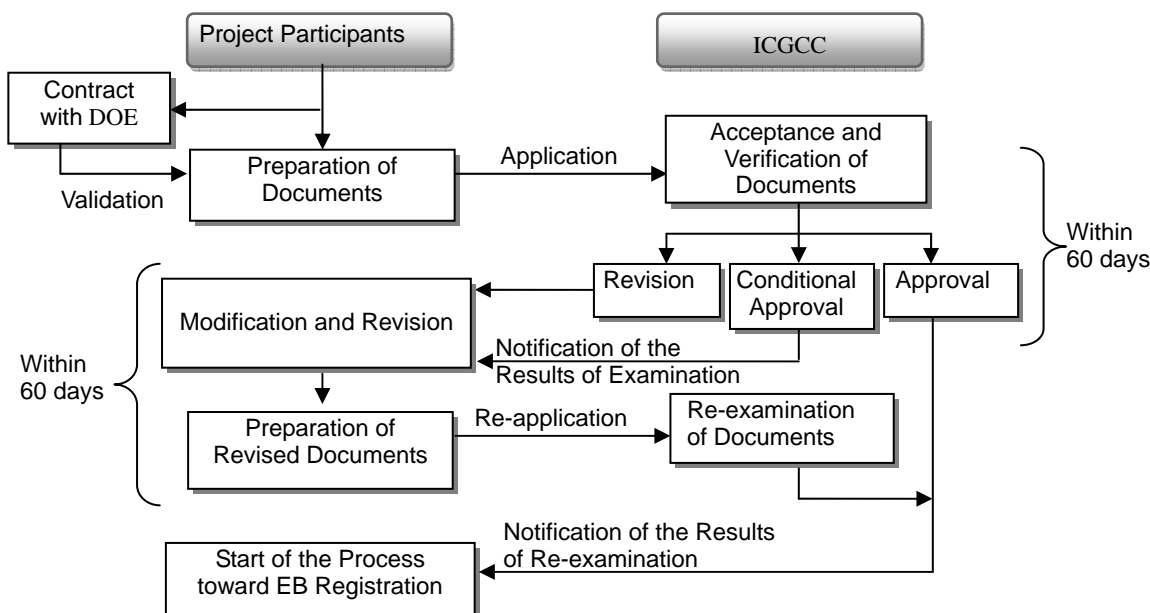 Project Participants
ICGCC
Contract
with DOE
Validation
Preparation of
Documents
Application
Acceptance and
Verification of
Documents
Within
60 days
Revision
Conditional
Approval
Approval
Modification and Revision
Notification of the
Results of Examination
Within
60 days
Preparation of
Revised Documents
Re-application
Re-examination
of Documents
Notification of the Results
of Re-examination
Start of the Process
toward EB Registration